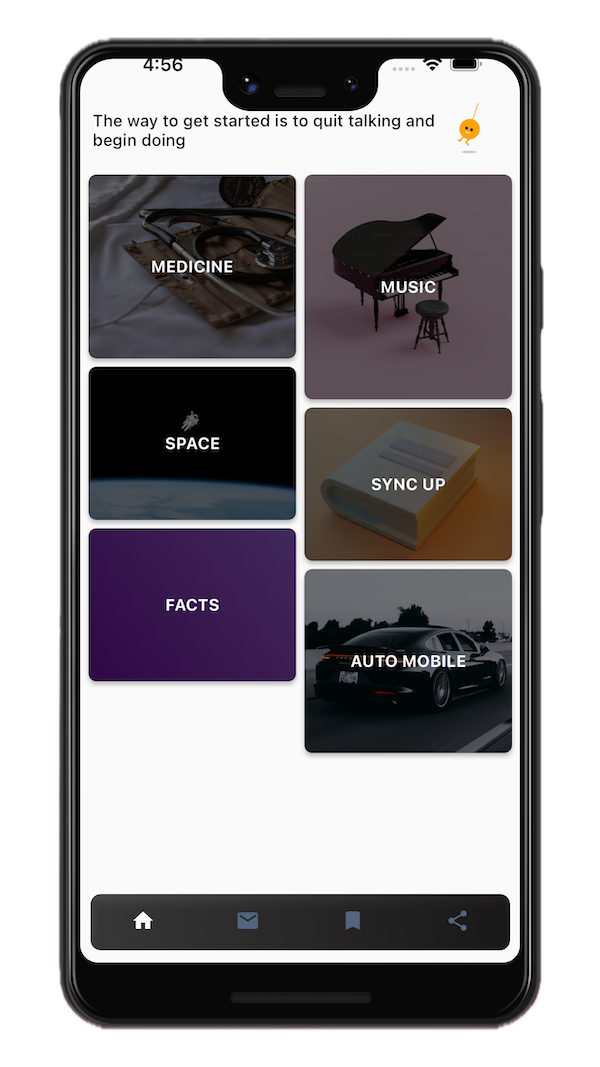 4:56
The way to get started is to quit talking and
begin doing
MEDICINE
MUSIC
SPACE
SYNC UP
FACTS
AUTO MOBILE